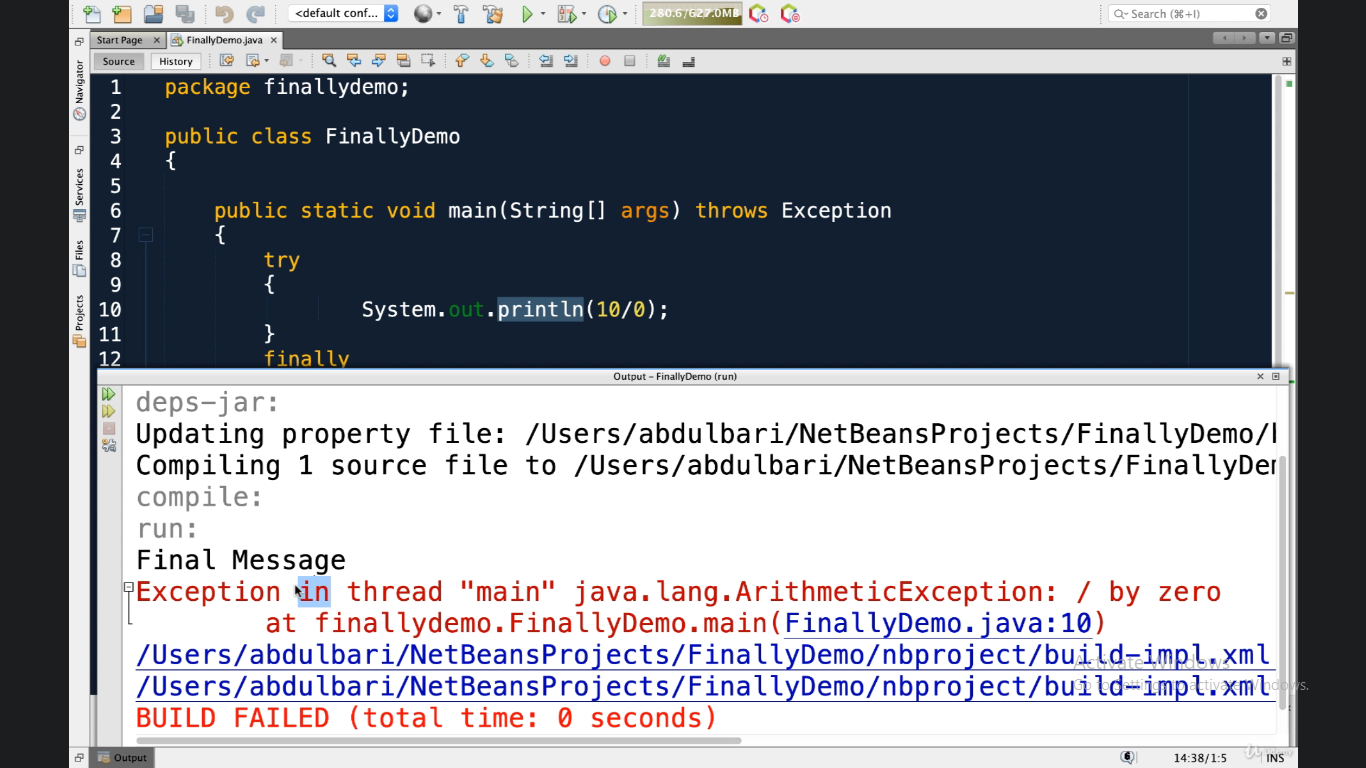 <default conf...
280.6/627.0MB
Search (⌘+I)
Start Page
FinallyDemo.java
Source
History
Navigator
Services
Files
Projects
1 package finallydemo;
2
3 public class FinallyDemo
4 {
5
6 public static void main(String[] args) throws Exception
7 {
8 try
9 {
10 System.out.println(10/0);
11 }
12 finally
Output - FinallyDemo (run)
deps-jar:
Updating property file: /Users/abdulbari/NetBeansProjects/FinallyDemo/
Compiling 1 source file to /Users/abdulbari/NetBeansProjects/FinallyDem
compile:
run:
Final Message
Exception in thread "main" java.lang.ArithmeticException: / by zero
at finallydemo.FinallyDemo.main(FinallyDemo.java:10)
/Users/abdulbari/NetBeansProjects/FinallyDemo/nbproject/build-impl.xml
/Users/abdulbari/NetBeansProjects/FinallyDemo/nbproject/build-impl.xml
BUILD FAILED (total time: 0 seconds)
Activate Windows
Go to Settings to activate Windows.
Output
6
14:38/1:5
INS